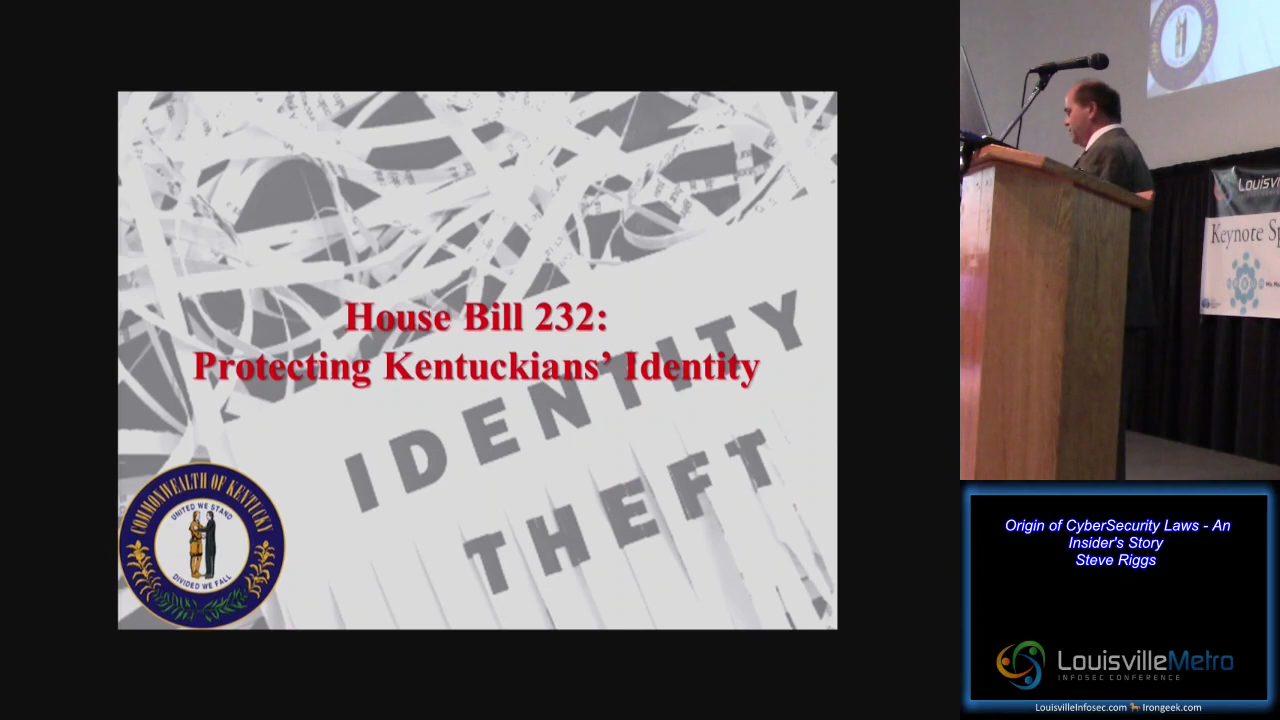 House Bill 232:
Protecting Kentuckians' Identity
IDENTITY
THEFT
COMMONWEALTH OF KENTUCKY
UNITED WE STAND
DIVIDED WE FALL
Keynote
Origin of CyberSecurity Laws - An
Insider's Story
Steve Riggs
LouisvilleMetro
INFOSEC CONFERENCE
LouisvilleInfosec.com Irongeek.com